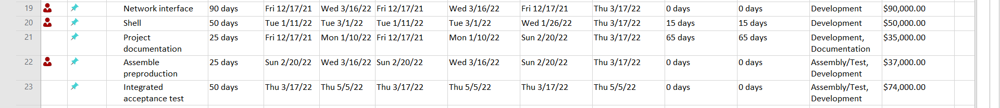 19 Network interface 90 days Fri 12/17/21 Wed 3/16/22 Fri 12/17/21 Wed 3/16/22 Fri 12/17/21 Thu 3/17/22 0 days 0 days Development $90,000.00
20 Shell 50 days Tue 1/11/22 Tue 3/1/22 Tue 1/11/22 Tue 3/1/22 Wed 1/26/22 Thu 3/17/22 15 days 15 days Development $50,000.00
21 Project 25 days Fri 12/17/21 Mon 1/10/22 Fri 12/17/21 Mon 1/10/22 Sun 2/20/22 Thu 3/17/22 65 days 65 days Development, $35,000.00
documentation Documentation
22 Assemble 25 days Sun 2/20/22 Wed 3/16/22 Sun 2/20/22 Wed 3/16/22 Sun 2/20/22 Thu 3/17/22 0 days 0 days Assembly/Test, $37,000.00
preproduction Development
23 Integrated 50 days Thu 3/17/22 Thu 5/5/22 Thu 3/17/22 Thu 5/5/22 Thu 3/17/22 Thu 5/5/22 0 days 0 days Assembly/Test, $74,000.00
acceptance test Development